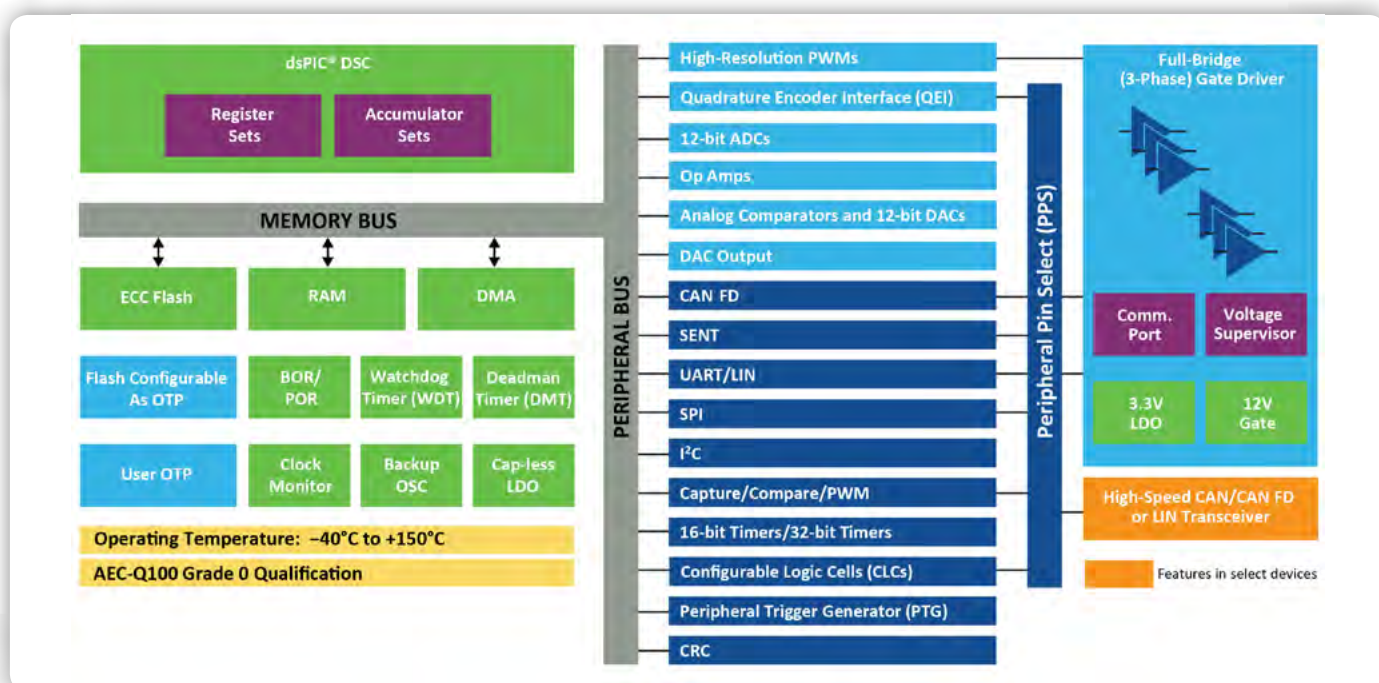 dsPIC® DSC
Register
Sets
Accumulator
Sets
MEMORY BUS
ECC Flash
RAM
DMA
Flash Configurable
As OTP
BOR/
POR
Watchdog
Timer (WDT)
Deadman
Timer (DMT)
User OTP
Clock
Monitor
Backup
OSC
Cap-less
LDO
Operating Temperature: −40°C to +150°C
AEC-Q100 Grade 0 Qualification
PERIPHERAL BUS
High-Resolution PWMs
Quadrature Encoder Interface (QEI)
12-bit ADCs
Op Amps
Analog Comparators and 12-bit DACs
DAC Output
CAN FD
SENT
UART/LIN
SPI
I²C
Capture/Compare/PWM
16-bit Timers/32-bit Timers
Configurable Logic Cells (CLCs)
Peripheral Trigger Generator (PTG)
CRC
Peripheral Pin Select (PPS)
Full-Bridge
(3-Phase) Gate Driver
Comm.
Port
Voltage
Supervisor
3.3V
LDO
12V
Gate
High-Speed CAN/CAN FD
or LIN Transceiver
Features in select devices